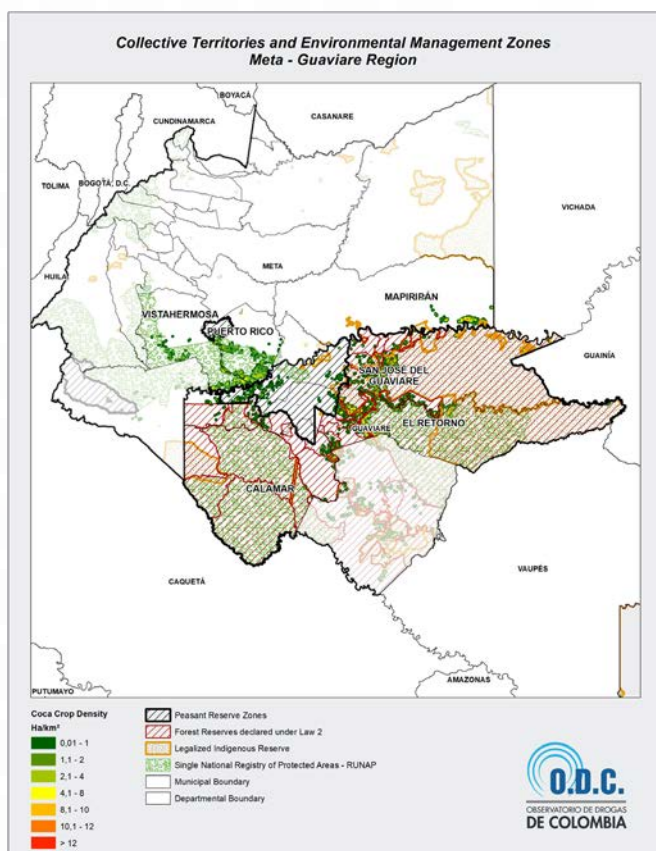 Collective Territories and Environmental Management Zones
Meta - Guaviare Region
BOYACÁ
CUNDINAMARCA
CASANARE
TOLIMA
BOGOTÁ, D.C.
VICHADA
META
HUILA
MAPIRIRÁN
VISTAHERMOSA
PUERTO RICO
GUAINÍA
SAN JOSÉ DEL
GUAVIARE
EL RETORNO
GUAVIARE
CALAMAR
CAQUETÁ
VAUPÉS
AMAZONAS
PUTUMAYO
Coca Crop Density
Ha/km²
0,01 - 1
1,1 - 2
2,1 - 4
4,1 - 8
8,1 - 10
10,1 - 12
> 12
Peasant Reserve Zones
Forest Reserves declared under Law 2
Legalized Indigenous Reserve
Single National Registry of Protected Areas - RUNAP
Municipal Boundary
Departmental Boundary
O.D.C.
OBSERVATORIO DE DROGAS
DE COLOMBIA